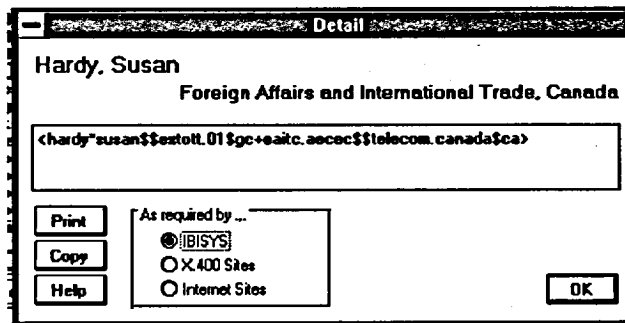 Detail
Hardy, Susan
Foreign Affairs and International Trade, Canada
<hardy"susan$$extott.01$gc+eaitc.aecec$$telecom.canada$ca>
Print
Copy
Help
As required by ...
IBISYS
X.400 Sites
Internet Sites
OK